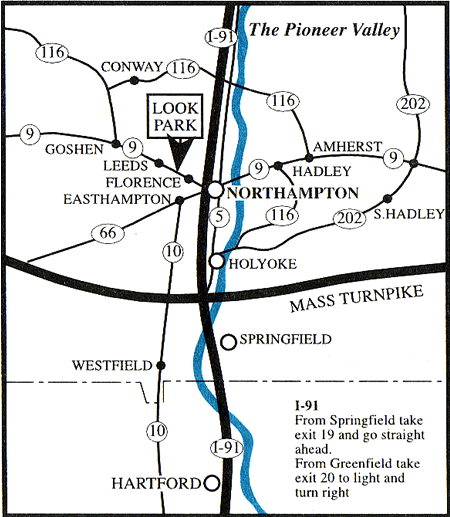 I-91
The Pioneer Valley
116
CONWAY
116
LOOK
PARK
116
202
9
GOSHEN
9
LEEDS
FLORENCE
EASTHAMPTON
AMHERST
9
9
HADLEY
NORTHAMPTON
5
116
202
S.HADLEY
66
10
HOLYOKE
MASS TURNPIKE
SPRINGFIELD
WESTFIELD
10
I-91
HARTFORD
I-91
From Springfield take
exit 19 and go straight
ahead.
From Greenfield take
exit 20 to light and
turn right